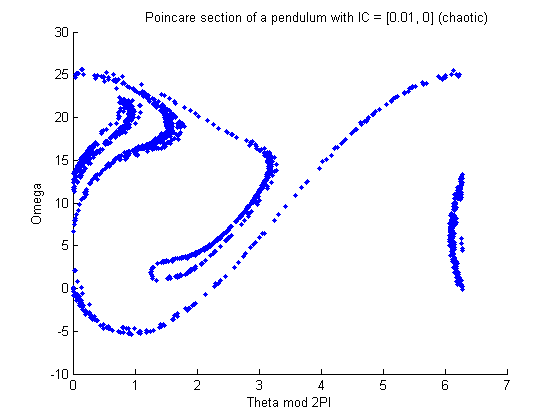 Poincare section of a pendulum with IC = [0.01, 0] (chaotic)
30
25
20
15
10
5
0
-5
-10
Omega
0 1 2 3 4 5 6 7
Theta mod 2PI